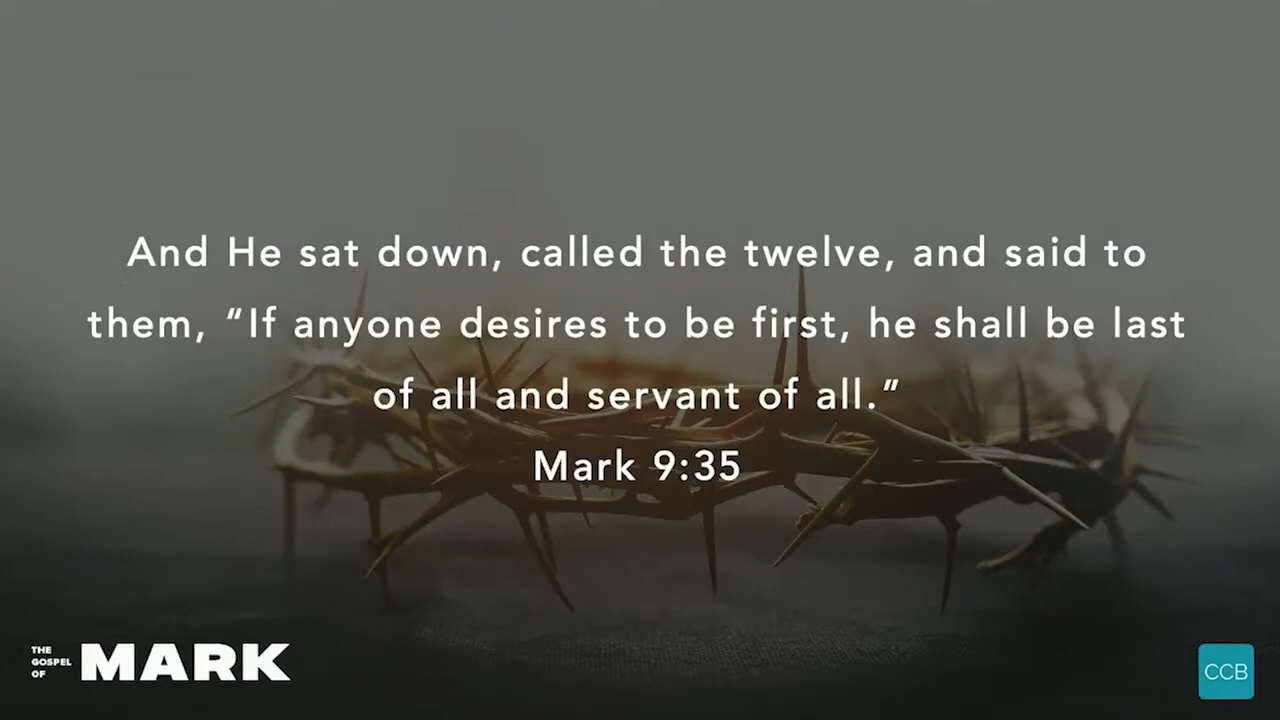 And He sat down, called the twelve, and said to
them, “If anyone desires to be first, he shall be last
of all and servant of all.”
Mark 9:35
THE
GOSPEL
OF
MARK
CCB